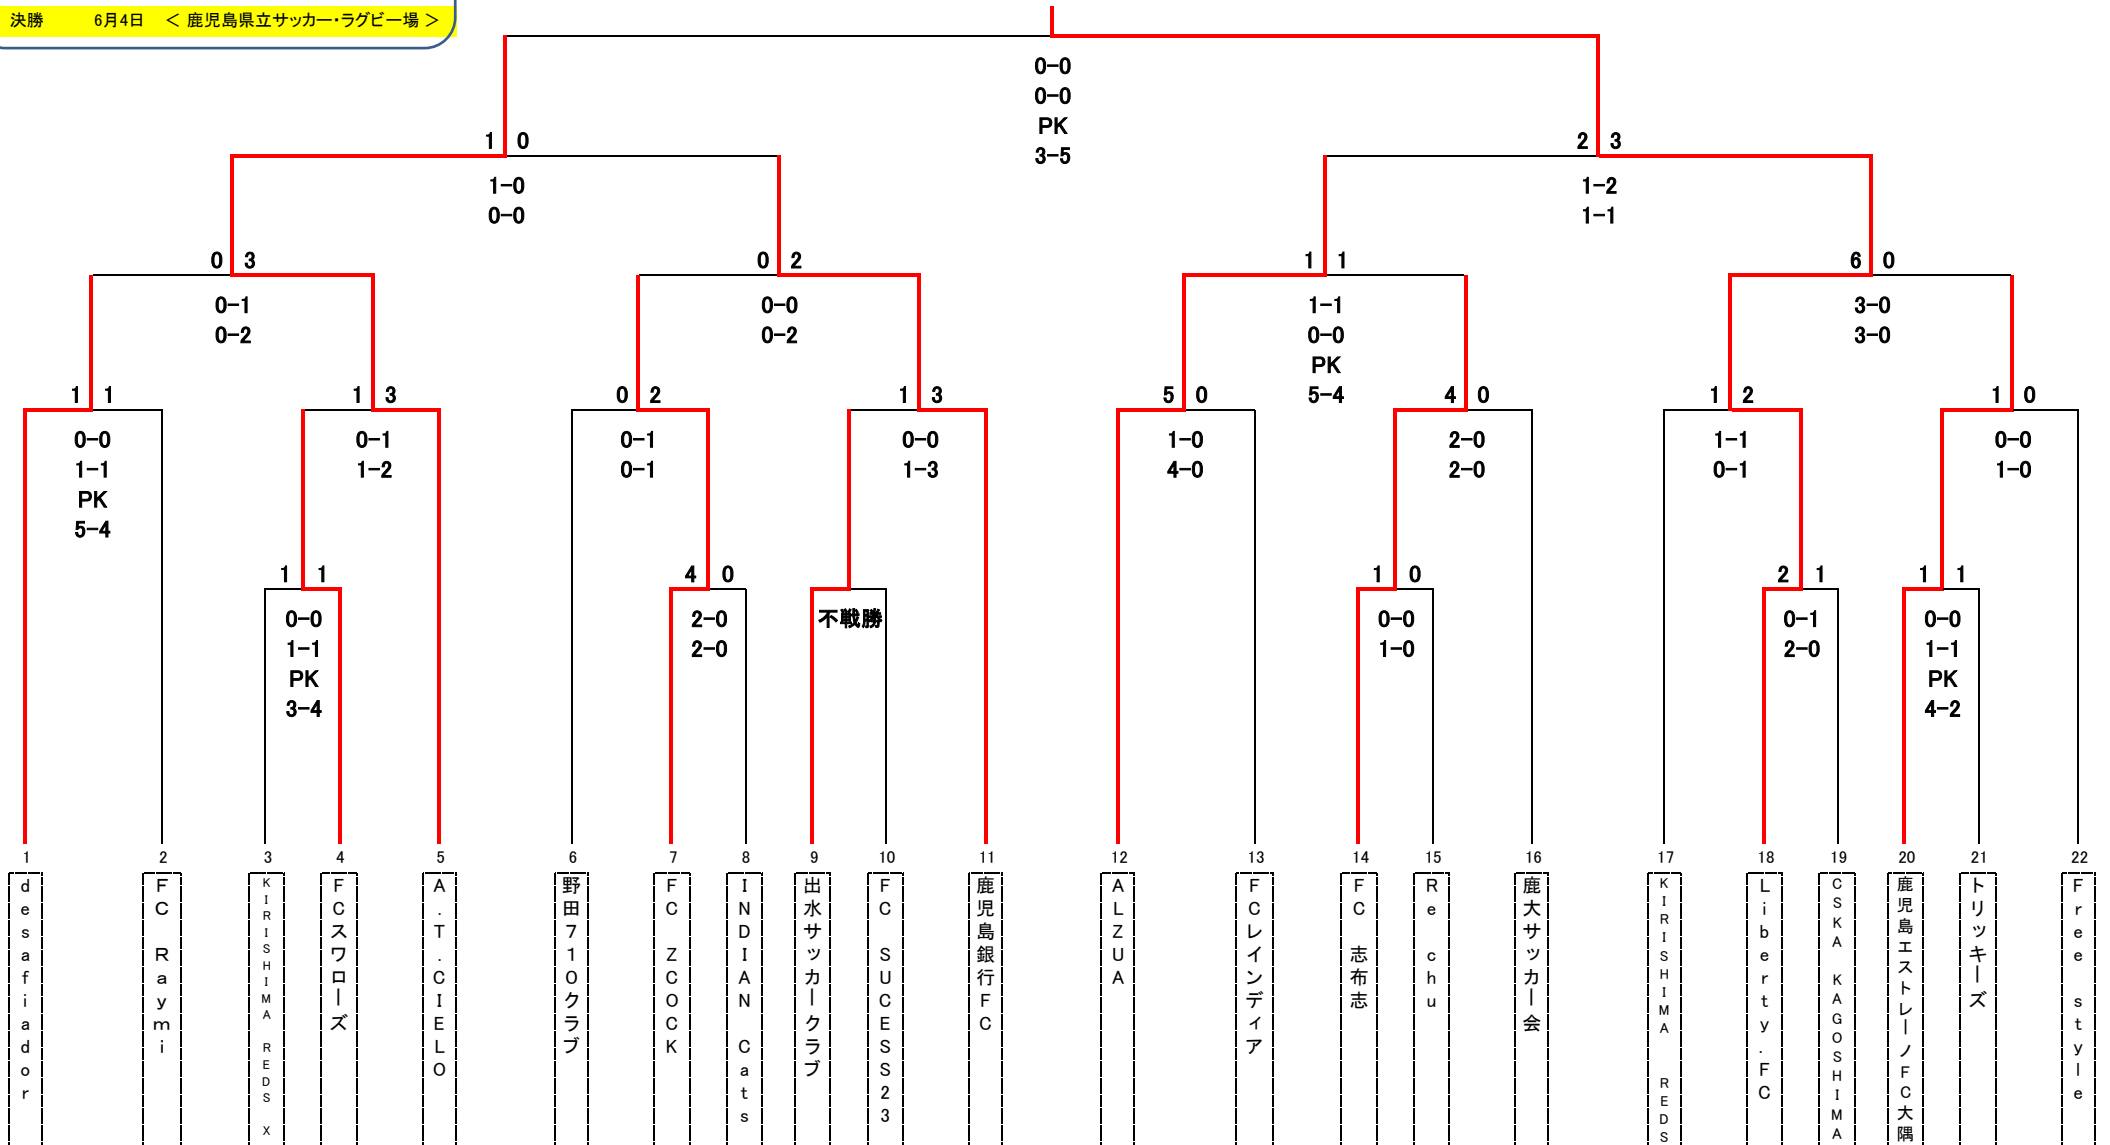 決勝 6月4日 < 鹿児島県立サッカー・ラグビー場 >
0-0
0-0
PK
3-5
1 0
1-0
0-0
2 3
1-2
1-1
0 3
0-1
0-2
0 2
0-0
0-2
1 1
1-1
0-0
PK
5-4
6 0
3-0
3-0
1 1
0-0
1-1
PK
5-4
1 3
0-1
1-2
0 2
0-1
0-1
1 3
0-0
1-3
5 0
1-0
4-0
4 0
2-0
2-0
1 2
1-1
0-1
1 0
0-0
1-0
1 1
0-0
1-1
PK
3-4
4 0
2-0
2-0
不戦勝
1 0
0-0
1-0
2 1
0-1
2-0
1 1
0-0
1-1
PK
4-2
1
desafiador
2
FC Raymi
3
KIRISHIMA REDS X
4
FCスワローズ
5
A.T.CIELO
6
野田710クラブ
7
FC ZCOCK
8
INDIAN Cats
9
出水サッカークラブ
10
FC SUCESS23
11
鹿児島銀行FC
12
ALZUA
13
FCレインディア
14
FC 志布志
15
Re chu
16
鹿大サッカー会
17
KIRISHIMA REDS
18
Liberty.FC
19
CSKA KAGOSHIMA
20
鹿児島エストレーノFC大隅
21
トリッキーズ
22
Free style